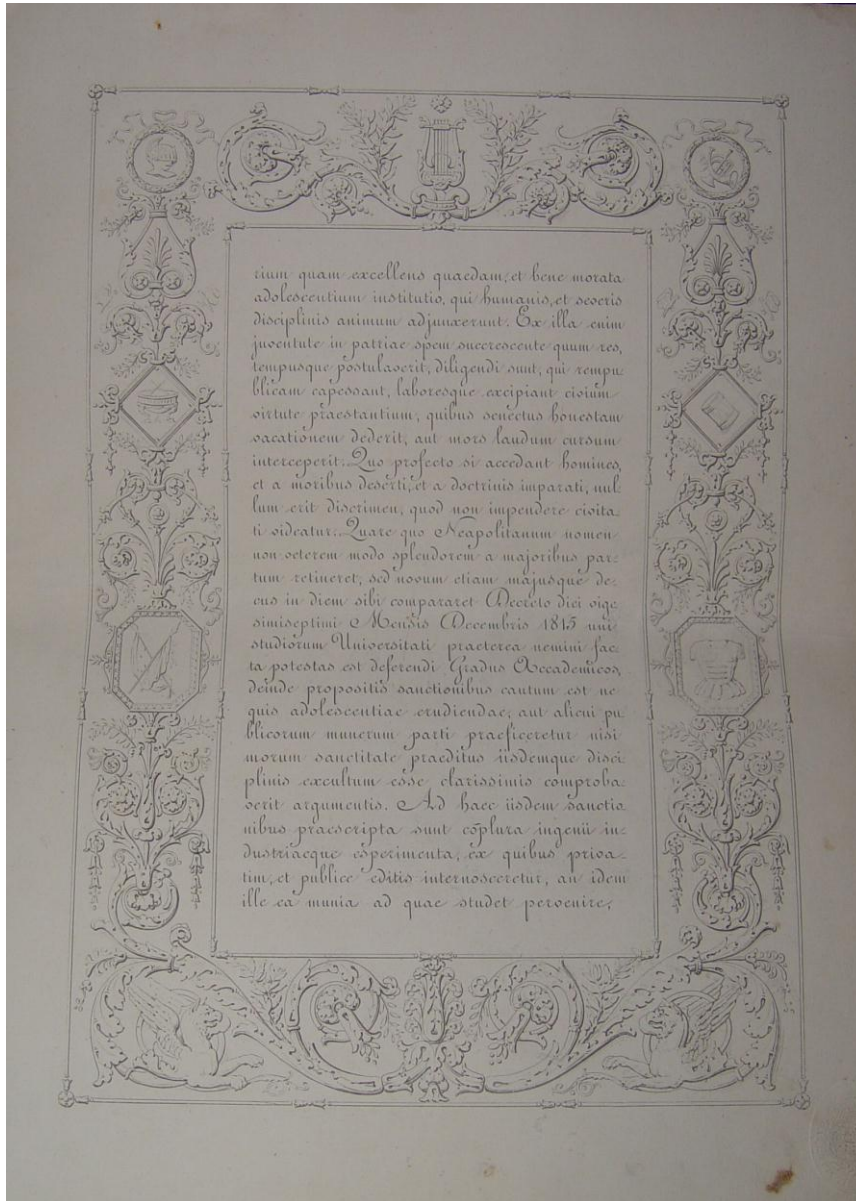 rium quam excellens quaedam, et bene morata
adolescentium institutio, qui humanis, et severis
disciplinis animum adjunxerunt. Ex illa enim
juventute in patriae spem succrescente quum res,
tempusque postulaverit, diligendi sunt, qui rempu
blicam capessant, laboresque excipiant civium
virtute praestantium, quibus senectus honestam
vacationem dederit, aut mors laudum cursum
interceperit. Quo profecto si accedant homines,
et a moribus deserti, et a doctrinis imparati, nul-
lum erit discrimen, quod non impendere civita-
ti videatur. Quare quo Neapolitanum nomen
non veterem modo splendorem a majoribus par-
tum retineret, sed novum etiam majusque de-
cus in diem sibi compararet Decreto diei vige
simiseptimi Mensis Decembris 1815 uni
studiorum Universitati praeterea nemini fac-
ta potestas est deferendi Gradus Accademicos,
deinde propositis sanctionibus cautum est ne
quis adolescentiae erudiendae, aut alicui pu
blicorum munerum parti praeficeretur nisi
morum sanctitate praeditus iisdemque disci
plinis excultum esse clarissimis comproba-
verit argumentis. Ad haec iisdem sanctio
nibus praescripta sunt coplura ingenii in-
dustriaeque esperimenta, ex quibus priva-
tim, et publice editis internosceretur, an idem
ille ea munia ad quae studet pervenire,